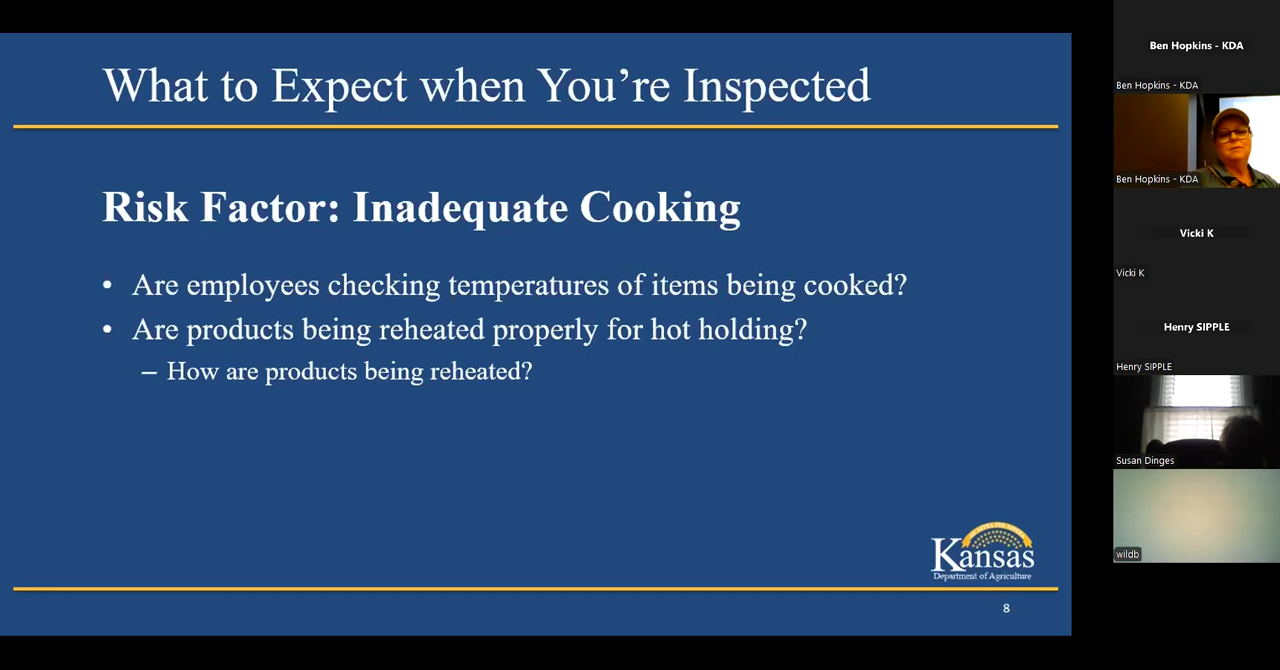 What to Expect when You're Inspected
Risk Factor: Inadequate Cooking
• Are employees checking temperatures of items being cooked?
• Are products being reheated properly for hot holding?
– How are products being reheated?
Kansas
Department of Agriculture
8
Ben Hopkins - KDA
Ben Hopkins - KDA
Ben Hopkins - KDA
Vicki K
Vicki K
Henry SIPPLE
Henry SIPPLE
Susan Dinges
wildb